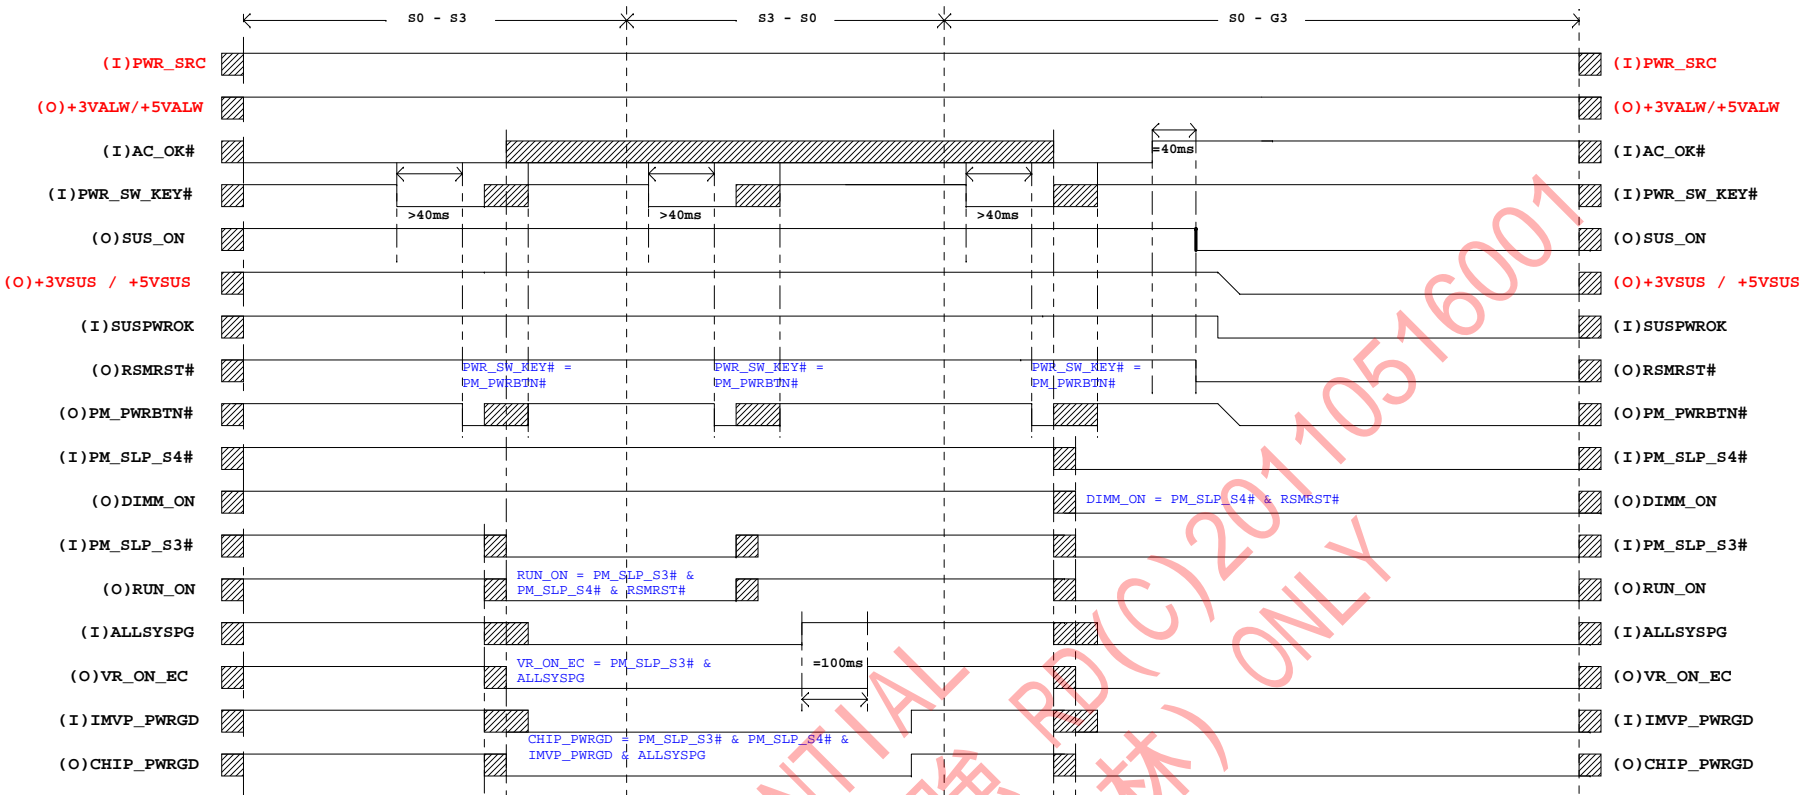 S0 - S3 S3 - S0 S0 - G3
(I)PWR_SRC (I)PWR_SRC
(O)+3VALW/+5VALW (O)+3VALW/+5VALW
(I)AC_OK# =40ms (I)AC_OK#
(I)PWR_SW_KEY# (I)PWR_SW_KEY#
>40ms >40ms >40ms
(O)SUS_ON (O)SUS_ON
(O)+3VSUS / +5VSUS (O)+3VSUS / +5VSUS
(I)SUSPWROK (I)SUSPWROK
(O)RSMRST# (O)RSMRST#
PWR_SW_KEY# = PWR_SW_KEY# = PWR_SW_KEY# =
PM_PWRBTN# PM_PWRBTN# PM_PWRBTN#
(O)PM_PWRBTN# (O)PM_PWRBTN#
(I)PM_SLP_S4# (I)PM_SLP_S4#
(O)DIMM_ON DIMM_ON = PM_SLP_S4# & RSMRST# (O)DIMM_ON
(I)PM_SLP_S3# (I)PM_SLP_S3#
RUN_ON = PM_SLP_S3# &
PM_SLP_S4# & RSMRST#
(O)RUN_ON (O)RUN_ON
(I)ALLSYSPG (I)ALLSYSPG
VR_ON_EC = PM_SLP_S3# & =100ms
ALLSYSPG
(O)VR_ON_EC (O)VR_ON_EC
(I)IMVP_PWRGD (I)IMVP_PWRGD
CHIP_PWRGD = PM_SLP_S3# & PM_SLP_S4# &
IMVP_PWRGD & ALLSYSPG
(O)CHIP_PWRGD (O)CHIP_PWRGD
RD(C)20110516001
林) ONLY